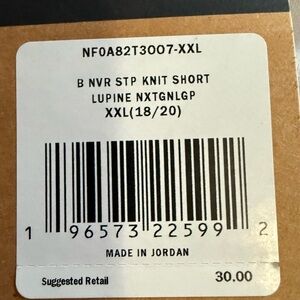 NF0A82T3OO7-XXL
B NVR STP KNIT SHORT
LUPINE NXTGNLGP
XXL(18/20)
1 96573 22599 2
MADE IN JORDAN
Suggested Retail 30.00